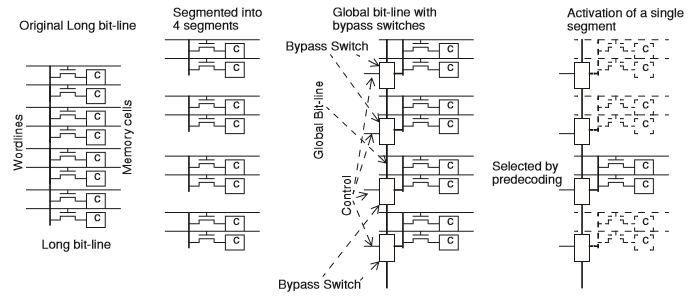 Original Long bit-line
Wordlines
C
C
C
C
C
C
C
C
Memory cells
Long bit-line
Segmented into
4 segments
C
C
C
C
C
C
C
C
Global bit-line with
bypass switches
Bypass Switch
Global Bit-line
Control
C
C
C
C
C
C
C
C
Bypass Switch
Activation of a single
segment
C
C
C
C
Selected by
predecoding
C
C
C
C